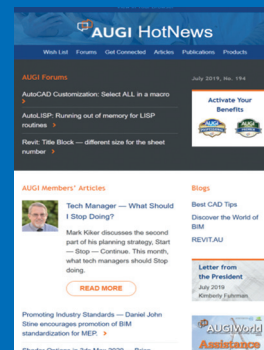 AUGI HotNews
Wish List Forums Get Connected Articles Publications Products
AUGI Forums
AutoCAD Customization: Select ALL in a macro
AutoLISP: Running out of memory for LISP
routines
Revit: Title Block — different size for the sheet
number
July 2019, No. 194
Activate Your
Benefits
AUGI Members' Articles
Tech Manager — What Should
I Stop Doing?
Mark Kiker discusses the second
part of his planning strategy, Start
— Stop — Continue. This month,
what tech managers should Stop
doing.
READ MORE
Promoting Industry Standards — Daniel John
Stine encourages promotion of BIM
standardization for MEP.
Blogs
Best CAD Tips
Discover the World of
BIM
REVIT.AU
Letter from
the President
July 2019
Kimberly Fuhrman
AUGIWorld
Assistance